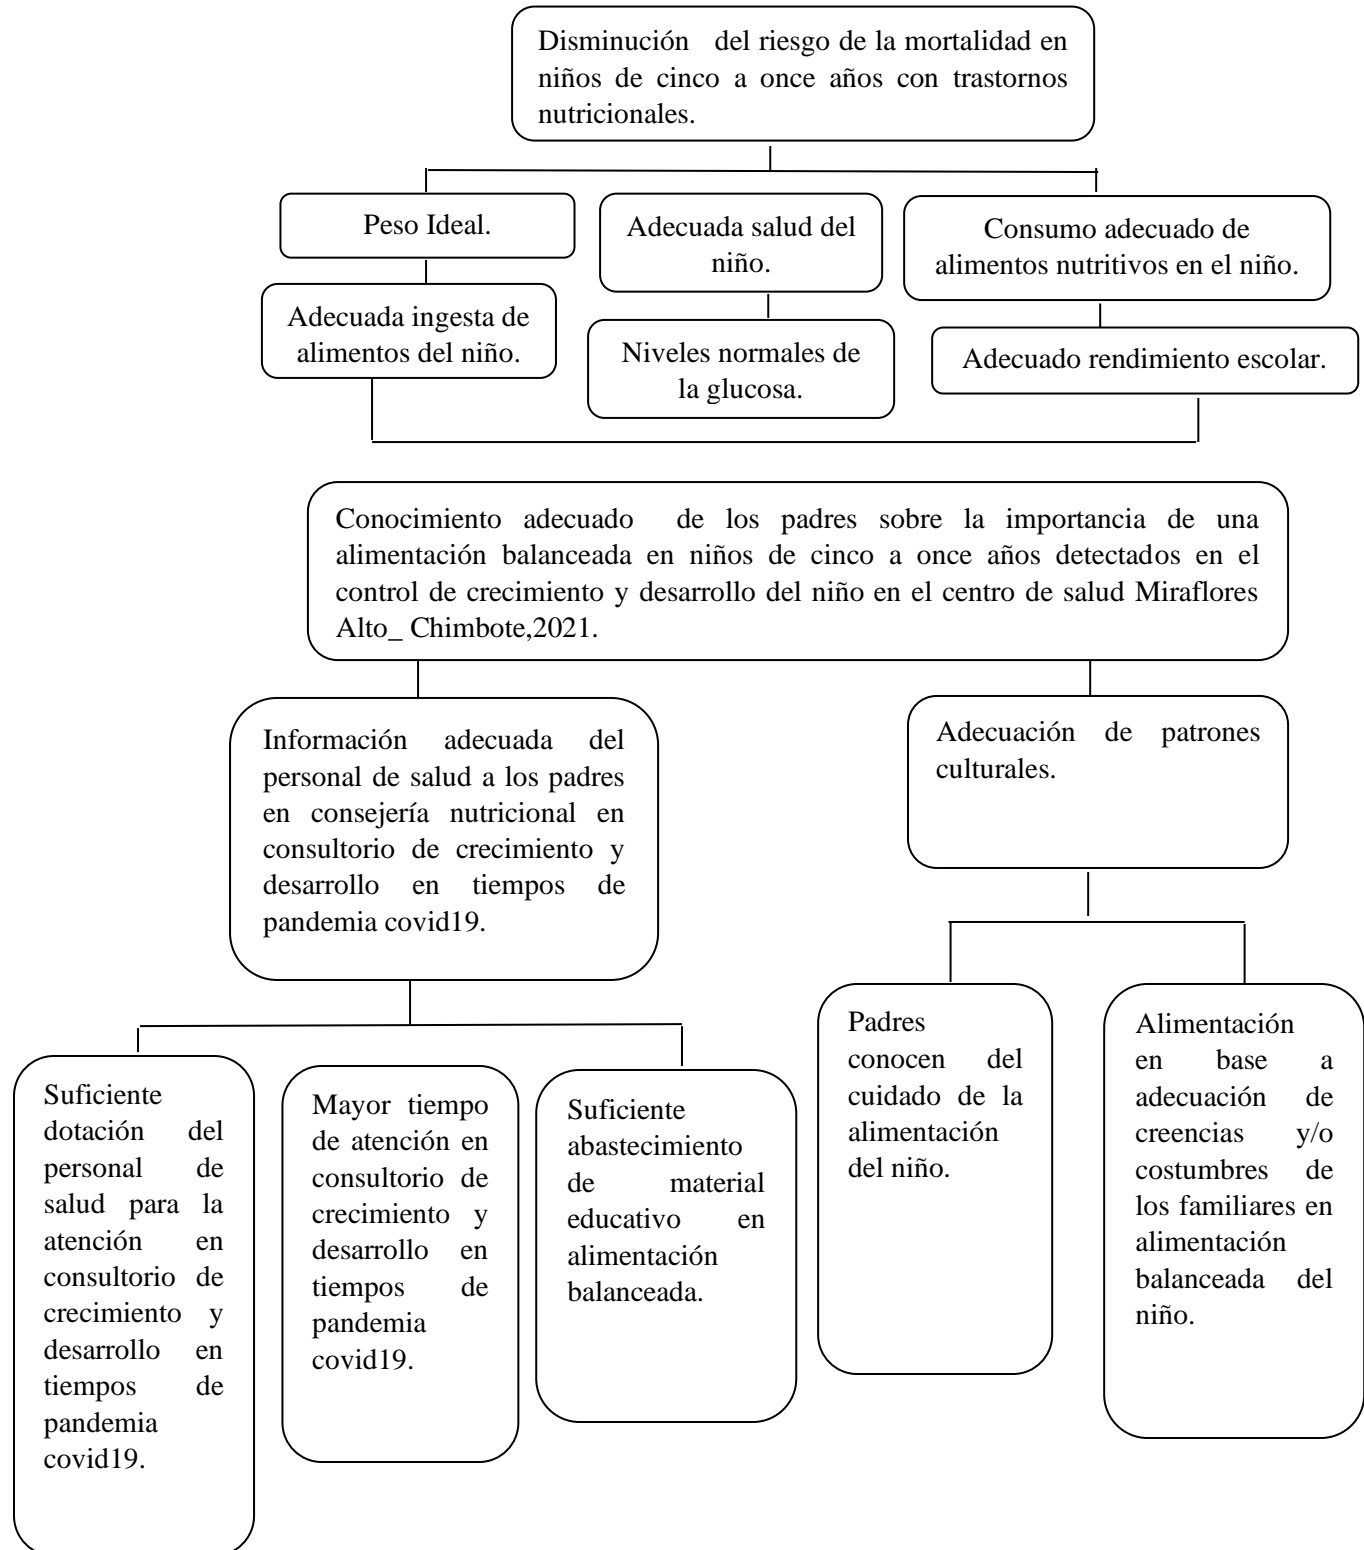 Disminución del riesgo de la mortalidad en
niños de cinco a once años con trastornos
nutricionales.
Peso Ideal.
Adecuada salud del
niño.
Consumo adecuado de
alimentos nutritivos en el niño.
Adecuada ingesta de
alimentos del niño.
Niveles normales de
la glucosa.
Adecuado rendimiento escolar.
Conocimiento adecuado de los padres sobre la importancia de una
alimentación balanceada en niños de cinco a once años detectados en el
control de crecimiento y desarrollo del niño en el centro de salud Miraflores
Alto_ Chimbote,2021.
Información adecuada del
personal de salud a los padres
en consejería nutricional en
consultorio de crecimiento y
desarrollo en tiempos de
pandemia covid19.
Adecuación de patrones
culturales.
Suficiente
dotación del
personal de
salud para la
atención en
consultorio de
crecimiento y
desarrollo en
tiempos de
pandemia
covid19.
Mayor tiempo
de atención en
consultorio de
crecimiento y
desarrollo en
tiempos de
pandemia
covid19.
Suficiente
abastecimiento
de material
educativo en
alimentación
balanceada.
Padres
conocen del
cuidado de la
alimentación
del niño.
Alimentación
en base a
adecuación de
creencias y/o
costumbres de
los familiares en
alimentación
balanceada del
niño.